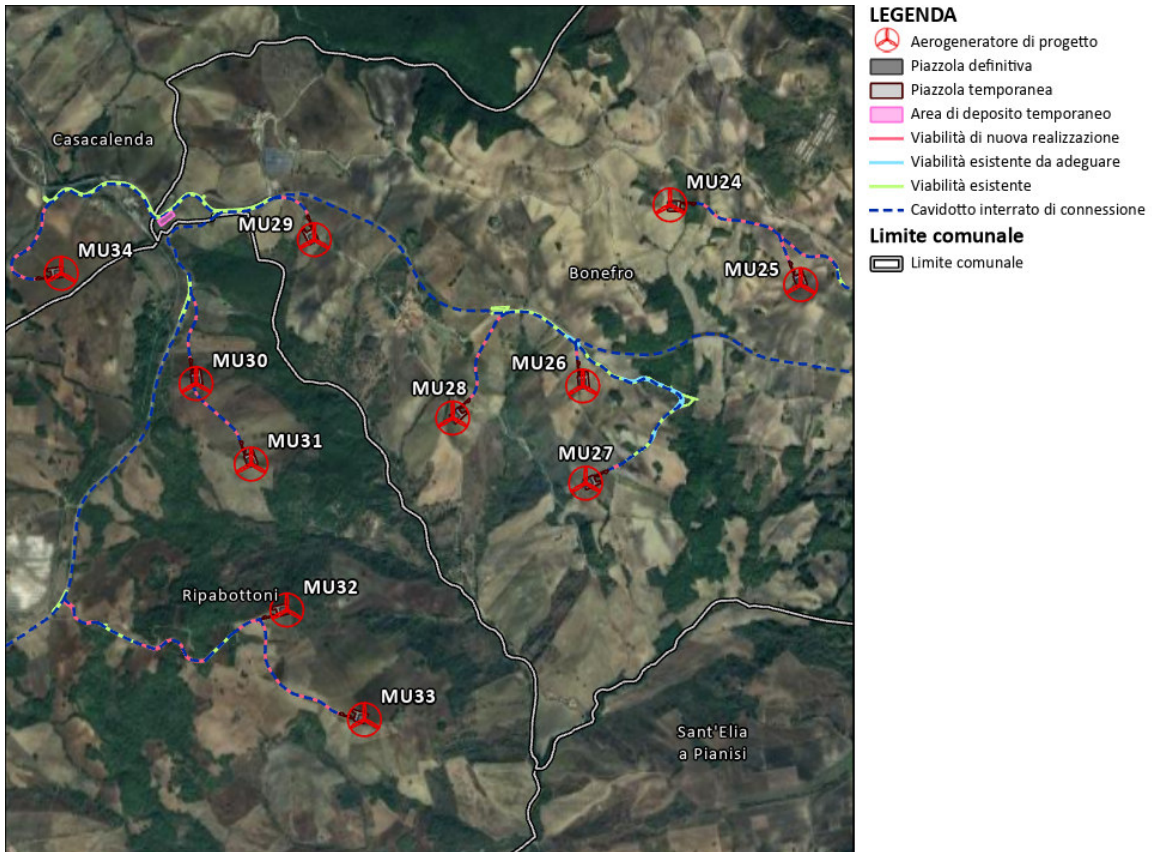 Casacalenda
MU24
MU29
MU34
MU25
Bonefro
MU30
MU26
MU28
MU31
MU27
MU32
Ripabottoni
MU33
Sant'Elia
a Pianisi
LEGENDA
Aerogeneratore di progetto
Piazzola definitiva
Piazzola temporanea
Area di deposito temporaneo
Viabilità di nuova realizzazione
Viabilità esistente da adeguare
Viabilità esistente
Cavidotto interrato di connessione
Limite comunale
Limite comunale